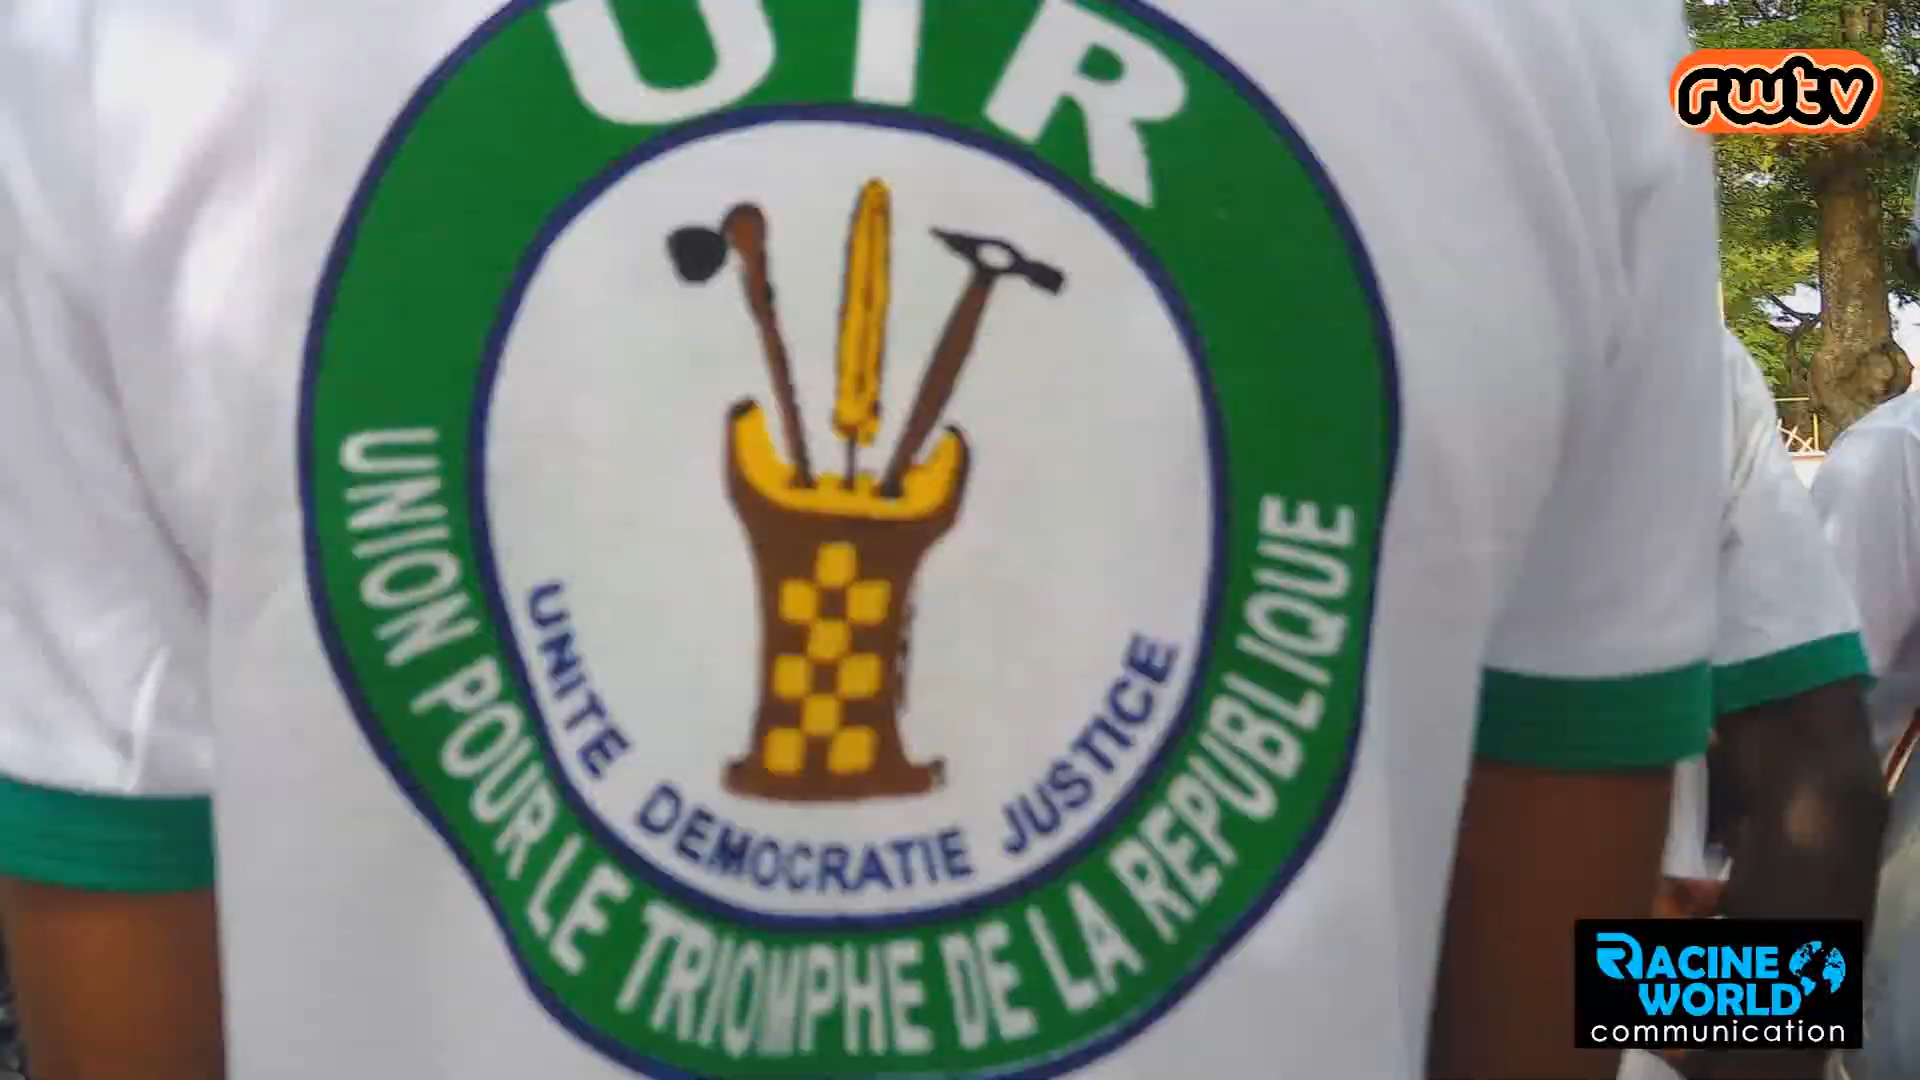 UTR
rwtv
UNION POUR LE TRIOMPHE DE LA REPUBLIQUE
UNITE DEMOCRATIE JUSTICE
RACINE
WORLD
communication